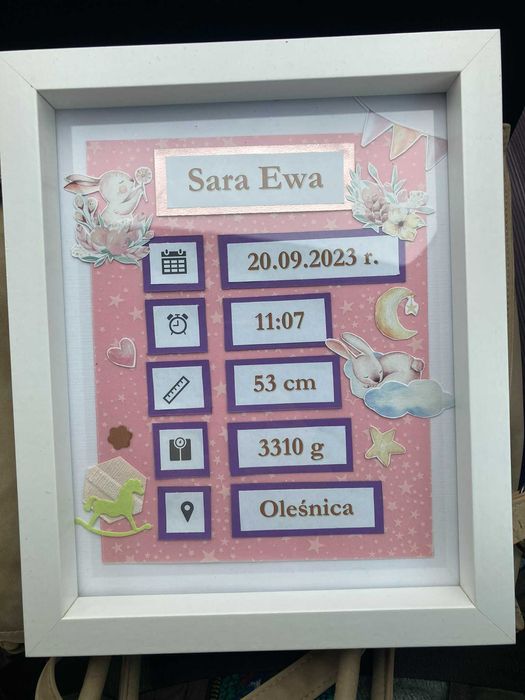 Sara Ewa
20.09.2023 r.
11:07
53 cm
3310 g
Oleśnica